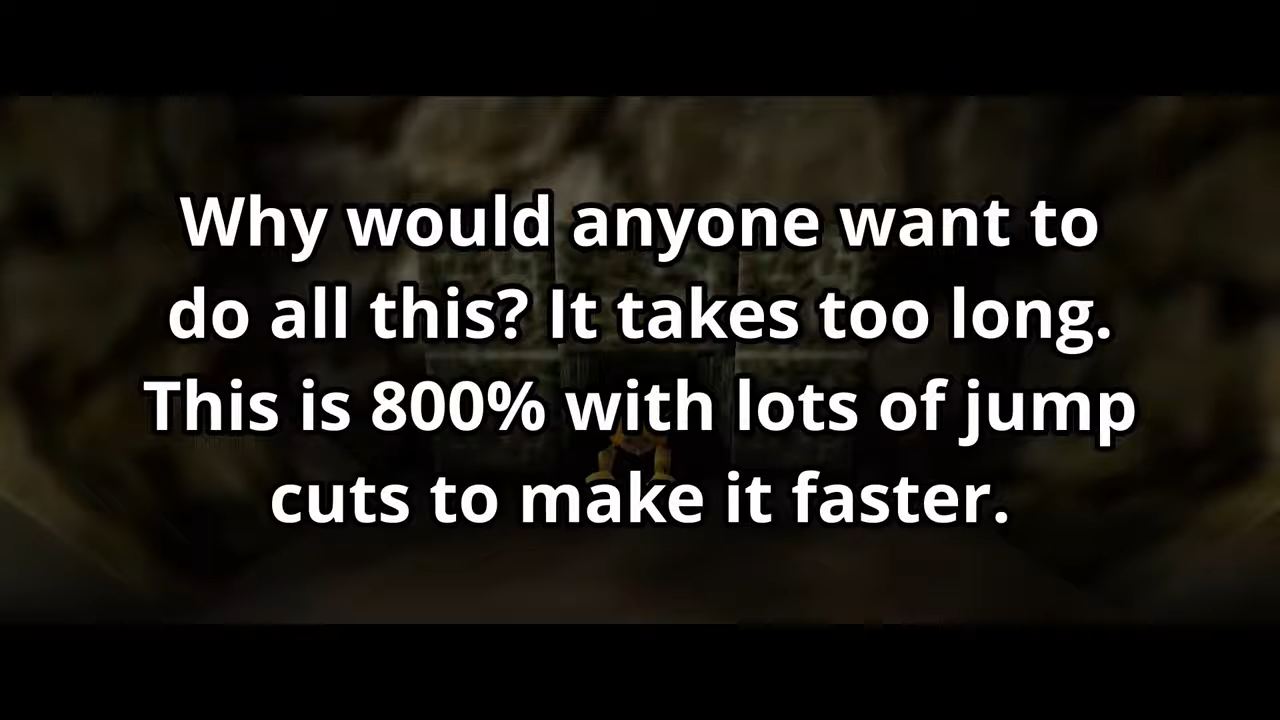 Why would anyone want to
do all this? It takes too long.
This is 800% with lots of jump
cuts to make it faster.